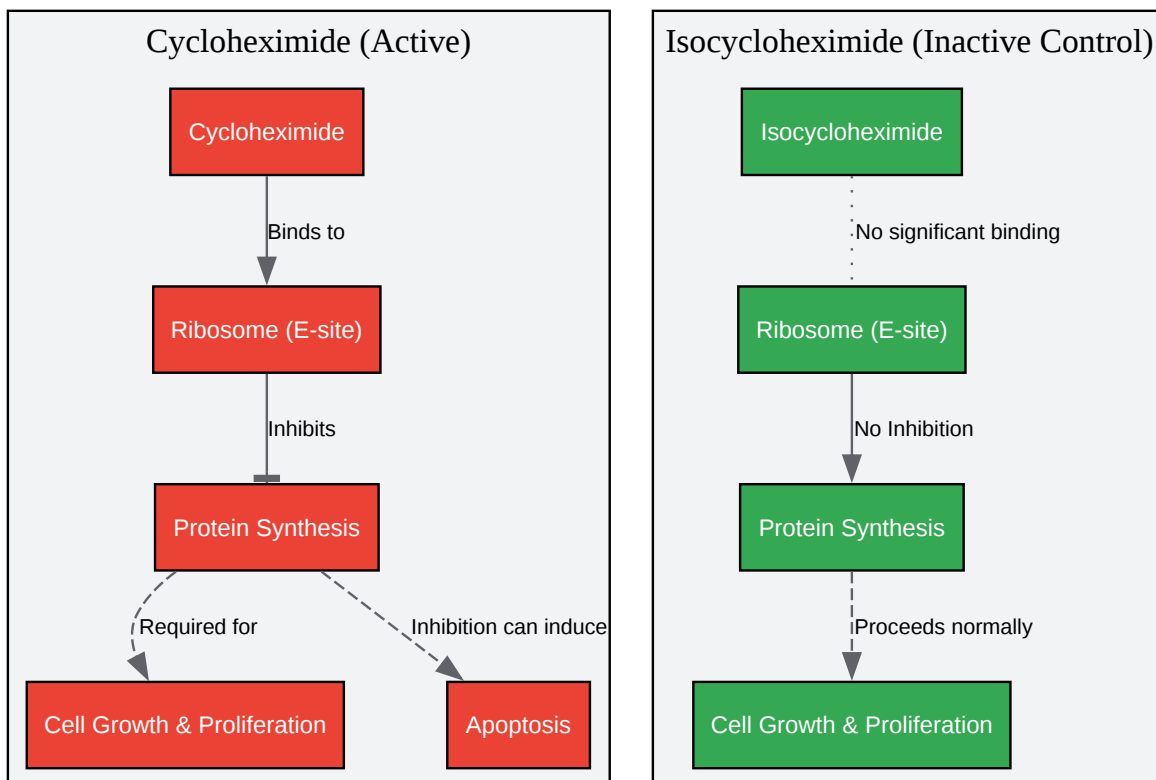 Cycloheximide (Active)
Cycloheximide
Binds to
Ribosome (E-site)
Inhibits
Protein Synthesis
Required for
Inhibition can induce
Cell Growth & Proliferation
Apoptosis
Isocycloheximide (Inactive Control)
Isocycloheximide
No significant binding
Ribosome (E-site)
No Inhibition
Protein Synthesis
Proceeds normally
Cell Growth & Proliferation